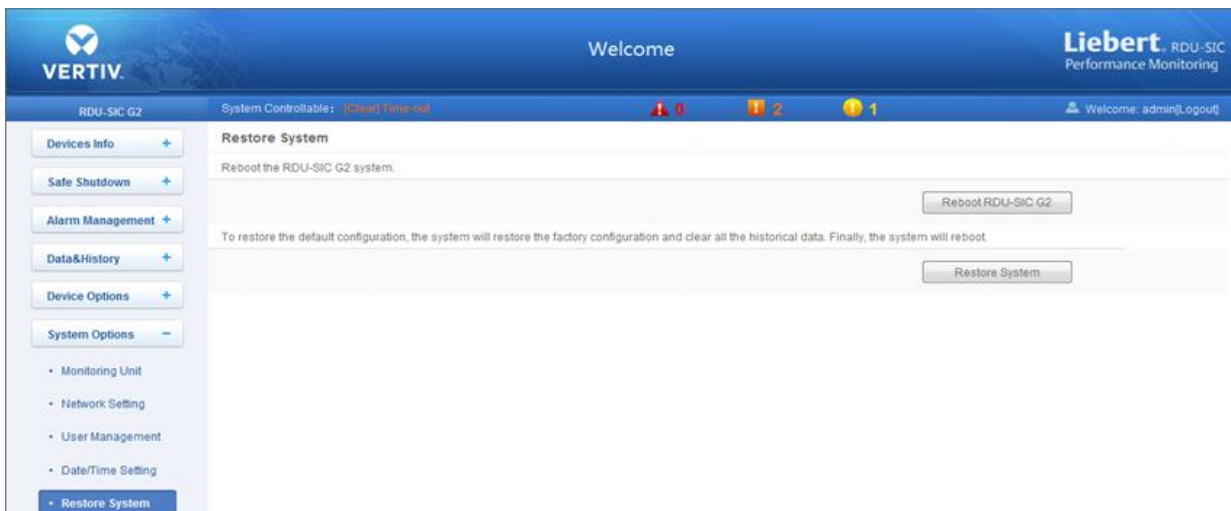 VERTIV.
Welcome
Liebert. RDU-SIC
Performance Monitoring
RDU-SIC G2
System Controllable: [Clear] Time-out
0
2
1
Welcome: admin[Logout]
Devices Info +
Safe Shutdown +
Alarm Management +
Data&History +
Device Options +
System Options −
• Monitoring Unit
• Network Setting
• User Management
• Date/Time Setting
• Restore System
Restore System
Reboot the RDU-SIC G2 system.
Reboot RDU-SIC G2
To restore the default configuration, the system will restore the factory configuration and clear all the historical data. Finally, the system will reboot.
Restore System